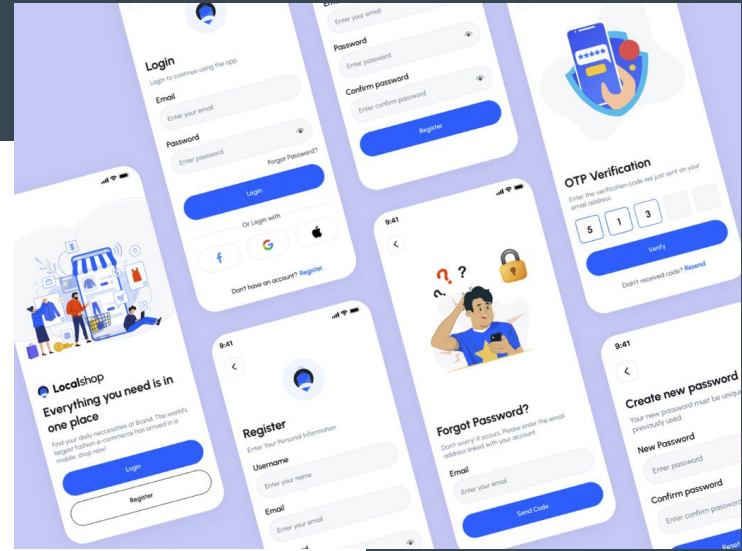 Login
Login to continue using the app
Email
Enter your email
Password
Enter password
Forgot Password?
Login
Or Login with
Don't have an account? Register
Enter your email
Password
Enter password
Confirm password
Enter confirm password
Register
OTP Verification
Enter the verification code we just sent on your
email address.
5 1 3
Verify
Didn't received code? Resend
Localshop
Everything you need is in
one place
Find your daily neccessities at Brand. The world's
largest fashion e-commerce has arrived in a
mobile. shop now!
Login
Register
9:41
Register
Enter Your Personal Information
Username
Enter your name
Email
Enter your email
9:41
? ? ?
Forgot Password?
Don't worry! it occurs. Please enter the email
address linked with your account.
Email
Enter your email
Send Code
9:41
Create new password
Your new password must be unique
previously used.
New Password
Enter password
Confirm password
Enter confirm password
Reset